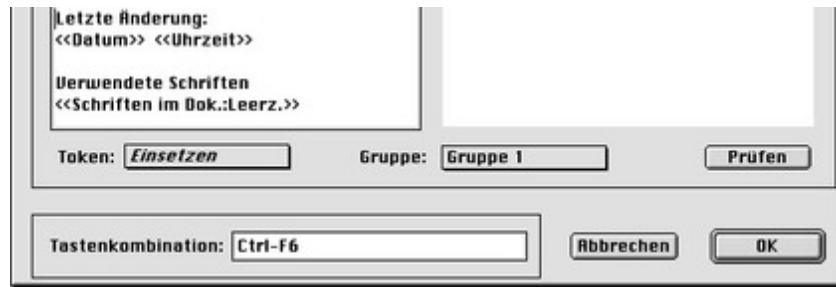 Letzte Änderung:
<<Datum>> <<Uhrzeit>>
Verwendete Schriften
<<Schriften im Dok.:Leerz.>>
Token: Einsetzen Gruppe: Gruppe 1 Prüfen
Tastenkombination: Ctrl-F6 Abbrechen OK